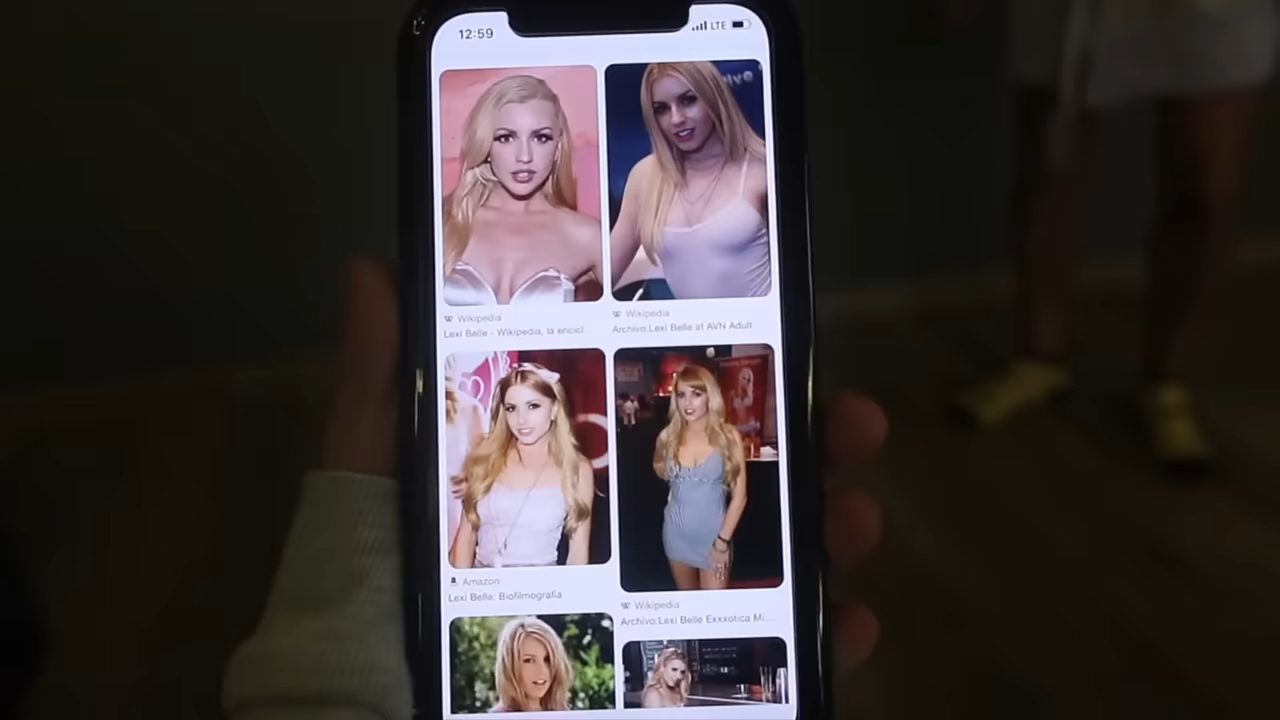 12:59
LTE
Wikipedia
Lexi Belle - Wikipedia, la encicl
Wikipedia
Archivo:Lexi Belle at AVN Adult
Amazon
Lexi Belle: Biofilmografía
Wikipedia
Archivo:Lexi Belle Exxxotica Mi...